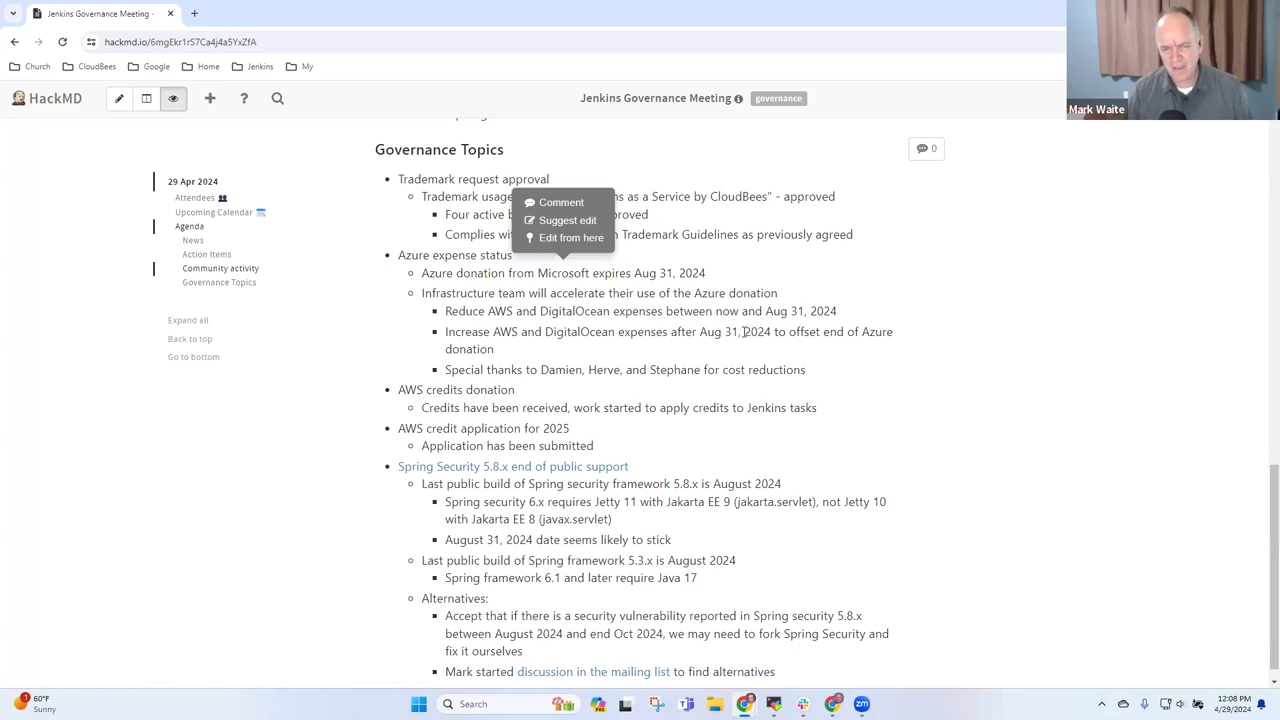 Jenkins Governance Meeting -
hackmd.io/6mgEkr1rS7Ca4j4a5YxZfA
Church
CloudBees
Google
Home
Jenkins
My
Mark Waite
HackMD
Jenkins Governance Meeting
governance
29 Apr 2024
Attendees
Upcoming Calendar
Agenda
News
Action Items
Community activity
Governance Topics
Expand all
Back to top
Go to bottom
Governance Topics
0
Trademark request approval
Trademark usage as a Service by CloudBees" - approved
Four active
Complies Trademark Guidelines as previously agreed
Comment
Suggest edit
Edit from here
Azure expense status
Azure donation from Microsoft expires Aug 31, 2024
Infrastructure team will accelerate their use of the Azure donation
Reduce AWS and DigitalOcean expenses between now and Aug 31, 2024
Increase AWS and DigitalOcean expenses after Aug 31, 2024 to offset end of Azure
donation
Special thanks to Damien, Herve, and Stephane for cost reductions
AWS credits donation
Credits have been received, work started to apply credits to Jenkins tasks
AWS credit application for 2025
Application has been submitted
Spring Security 5.8.x end of public support
Last public build of Spring security framework 5.8.x is August 2024
Spring security 6.x requires Jetty 11 with Jakarta EE 9 (jakarta.servlet), not Jetty 10
with Jakarta EE 8 (javax.servlet)
August 31, 2024 date seems likely to stick
Last public build of Spring framework 5.3.x is August 2024
Spring framework 6.1 and later require Java 17
Alternatives:
Accept that if there is a security vulnerability reported in Spring security 5.8.x
between August 2024 and end Oct 2024, we may need to fork Spring Security and
fix it ourselves
Mark started discussion in the mailing list to find alternatives
60°F
Sunny
Search
12:08 PM
4/29/2024